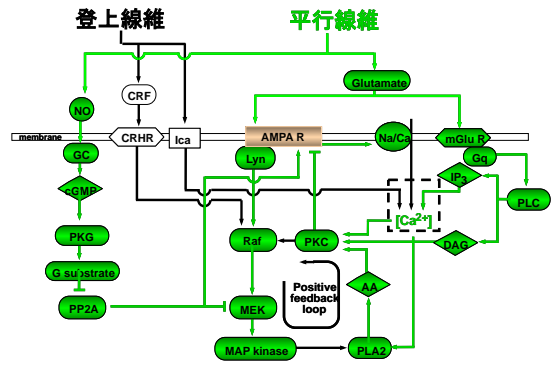 登上線維
平行線維
Glutamate
CRF
NO
membrane
CRHR
Ica
AMPA R
Na/Ca
mGlu R
GC
Lyn
Gq
cGMP
IP3
PLC
[Ca2+]
PKG
Raf
PKC
DAG
G substrate
AA
Positive
feedback
loop
PP2A
MEK
MAP kinase
PLA2